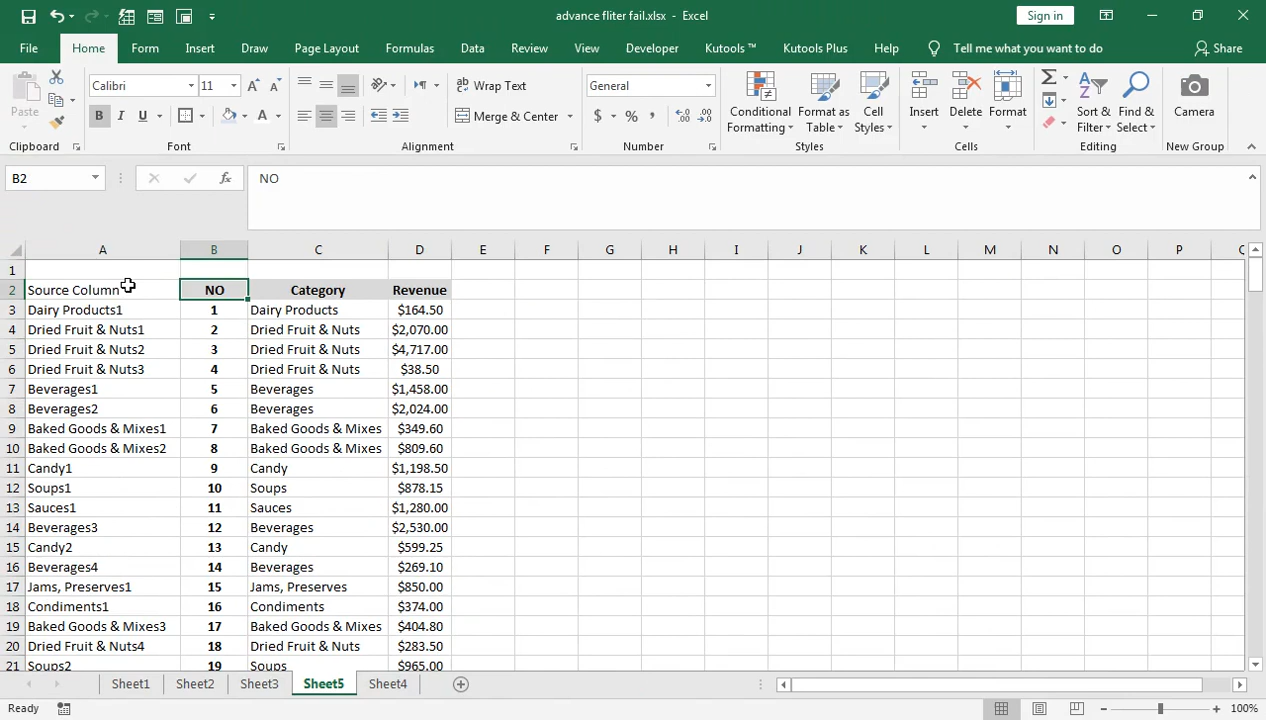 advance fliter fail.xlsx - Excel
Sign in
File Home Form Insert Draw Page Layout Formulas Data Review View Developer Kutools ™ Kutools Plus Help Tell me what you want to do Share
Paste
Calibri 11
B I U A
Wrap Text
Merge & Center
General
$ % ,
Conditional Formatting
Format as Table
Cell Styles
Insert
Delete
Format
Sort & Filter
Find & Select
Camera
Clipboard Font Alignment Number Styles Cells Editing New Group
B2 fx NO
A B C D E F G H I J K L M N O P Q
1
2 Source Column NO Category Revenue
3 Dairy Products1 1 Dairy Products $164.50
4 Dried Fruit & Nuts1 2 Dried Fruit & Nuts $2,070.00
5 Dried Fruit & Nuts2 3 Dried Fruit & Nuts $4,717.00
6 Dried Fruit & Nuts3 4 Dried Fruit & Nuts $38.50
7 Beverages1 5 Beverages $1,458.00
8 Beverages2 6 Beverages $2,024.00
9 Baked Goods & Mixes1 7 Baked Goods & Mixes $349.60
10 Baked Goods & Mixes2 8 Baked Goods & Mixes $809.60
11 Candy1 9 Candy $1,198.50
12 Soups1 10 Soups $878.15
13 Sauces1 11 Sauces $1,280.00
14 Beverages3 12 Beverages $2,530.00
15 Candy2 13 Candy $599.25
16 Beverages4 14 Beverages $269.10
17 Jams, Preserves1 15 Jams, Preserves $850.00
18 Condiments1 16 Condiments $374.00
19 Baked Goods & Mixes3 17 Baked Goods & Mixes $404.80
20 Dried Fruit & Nuts4 18 Dried Fruit & Nuts $283.50
21 Soups2 19 Soups $965.00
Sheet1 Sheet2 Sheet3 Sheet5 Sheet4
Ready 100%